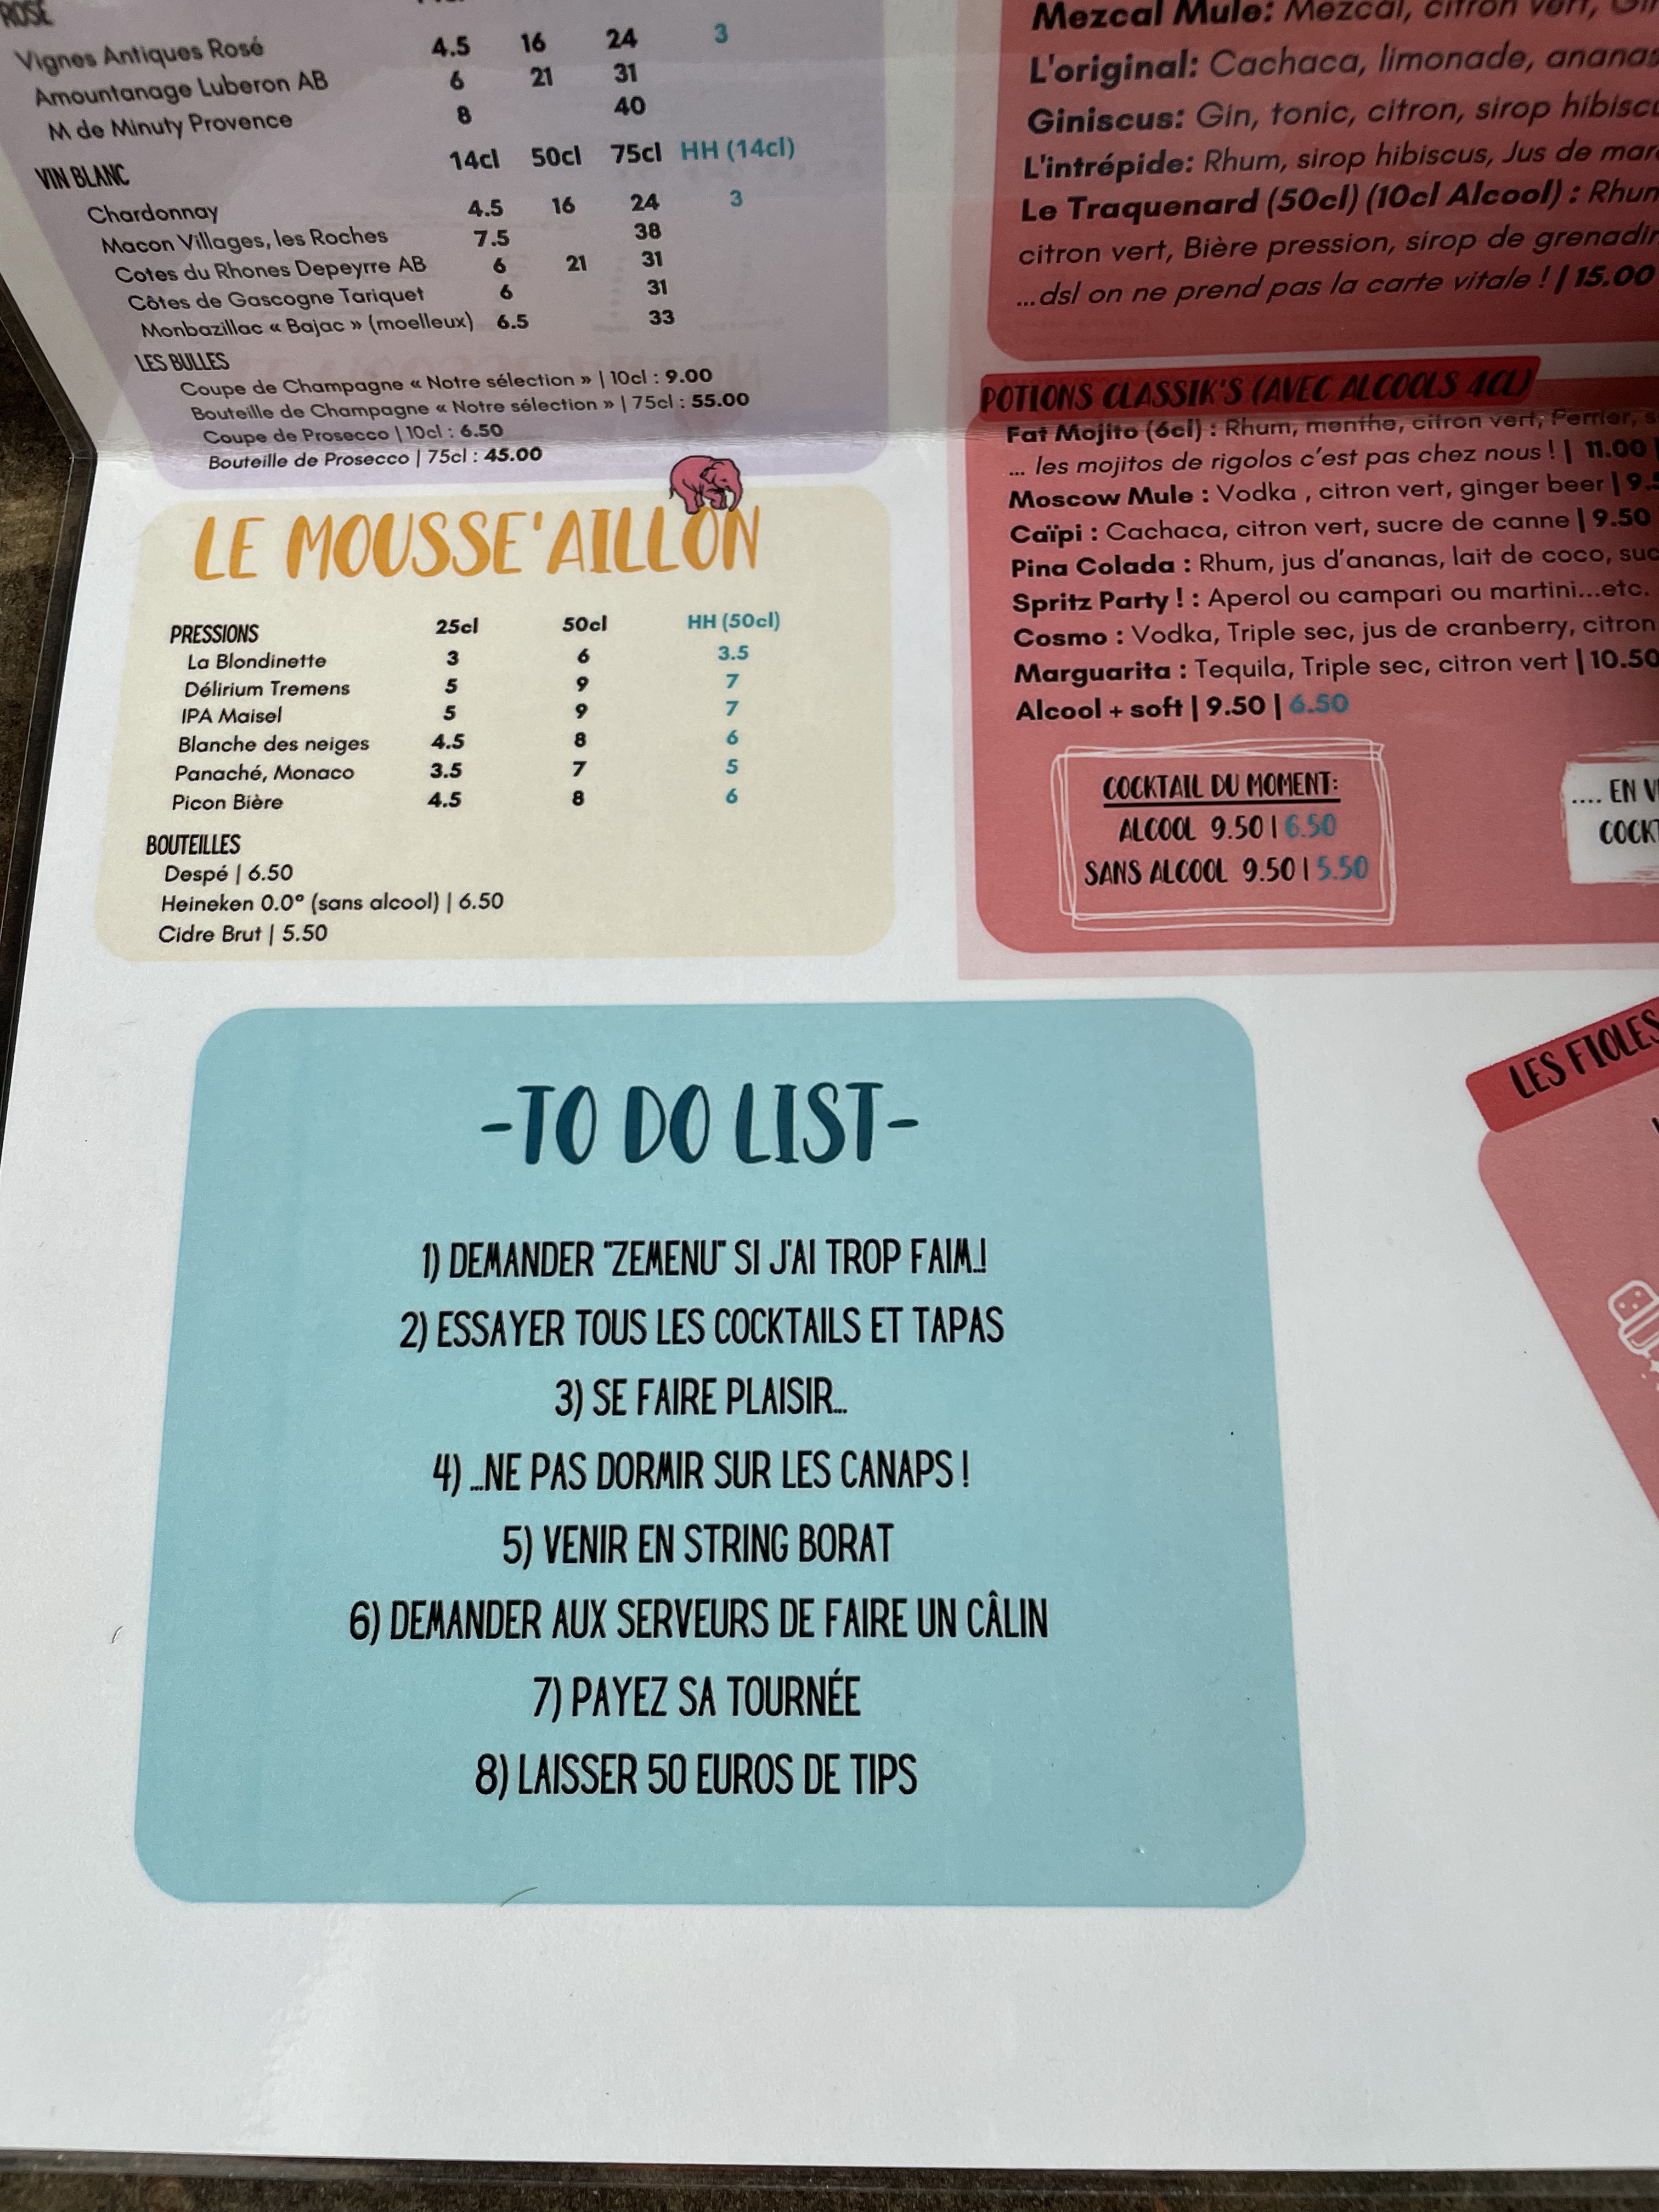 ROSÉ
Vignes Antiques Rosé 4.5 16 24 3
Amountanage Luberon AB 6 21 31
M de Minuty Provence 8 40
VIN BLANC 14cl 50cl 75cl HH (14cl)
Chardonnay 4.5 16 24 3
Macon Villages, les Roches 7.5 38
Cotes du Rhones Depeyrre AB 6 21 31
Côtes de Gascogne Tariquet 6 31
Monbazillac « Bajac » (moelleux) 6.5 33
LES BULLES
Coupe de Champagne « Notre sélection » | 10cl : 9.00
Bouteille de Champagne « Notre sélection » | 75cl : 55.00
Coupe de Prosecco | 10cl : 6.50
Bouteille de Prosecco | 75cl : 45.00
LE MOUSSE'AILLON
PRESSIONS 25cl 50cl HH (50cl)
La Blondinette 3 6 3.5
Délirium Tremens 5 9 7
IPA Maisel 5 9 7
Blanche des neiges 4.5 8 6
Panaché, Monaco 3.5 7 5
Picon Bière 4.5 8 6
BOUTEILLES
Despé | 6.50
Heineken 0.0° (sans alcool) | 6.50
Cidre Brut | 5.50
Mezcal Mule: Mezcal, citron vert,
L'original: Cachaca, limonade, ananas
Giniscus: Gin, tonic, citron, sirop hibiscu
L'intrépide: Rhum, sirop hibiscus, Jus de mar
Le Traquenard (50cl) (10cl Alcool) : Rhum
citron vert, Bière pression, sirop de grenadin
...dsl on ne prend pas la carte vitale ! | 15.00
POTIONS CLASSIK'S (AVEC ALCOOLS 4CL)
Fat Mojito (6cl) : Rhum, menthe, citron vert, Perrier, s
... les mojitos de rigolos c'est pas chez nous ! | 11.00 |
Moscow Mule : Vodka , citron vert, ginger beer | 9.5
Caïpi : Cachaca, citron vert, sucre de canne | 9.50
Pina Colada : Rhum, jus d'ananas, lait de coco, suc
Spritz Party ! : Aperol ou campari ou martini...etc.
Cosmo : Vodka, Triple sec, jus de cranberry, citron
Marguarita : Tequila, Triple sec, citron vert | 10.50
Alcool + soft | 9.50 | 6.50
COCKTAIL DU MOMENT:
ALCOOL 9.50 | 6.50
SANS ALCOOL 9.50 | 5.50
.... EN V
COCKT
LES FIOLES
-TO DO LIST-
1) DEMANDER "ZEMENU" SI J'AI TROP FAIM..!
2) ESSAYER TOUS LES COCKTAILS ET TAPAS
3) SE FAIRE PLAISIR...
4) ...NE PAS DORMIR SUR LES CANAPS !
5) VENIR EN STRING BORAT
6) DEMANDER AUX SERVEURS DE FAIRE UN CÂLIN
7) PAYEZ SA TOURNÉE
8) LAISSER 50 EUROS DE TIPS